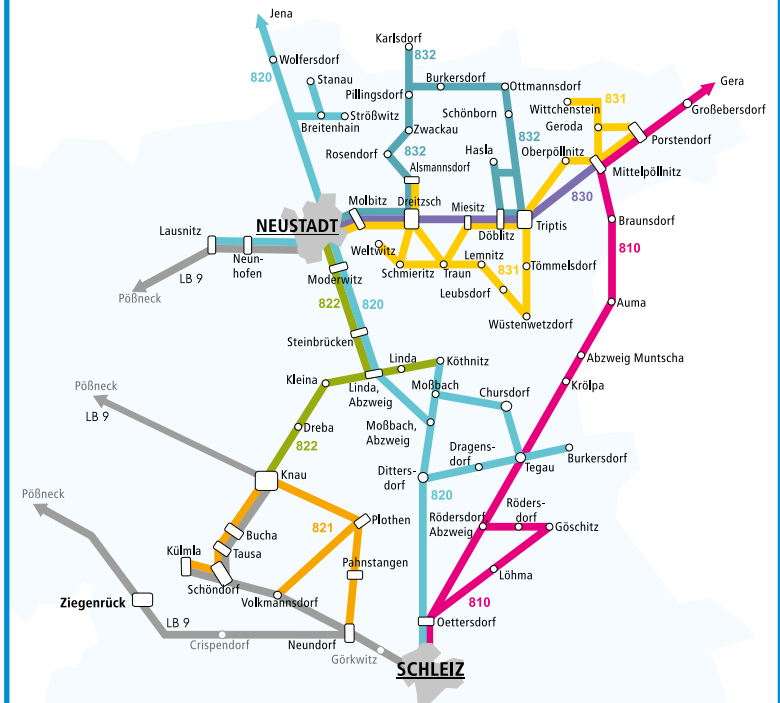 Jena
Gera
Karlsdorf
832
Wolfersdorf
820
Stanau
Burkersdorf
Ottmannsdorf
Pillingsdorf
831
Wittchenstein
Großebersdorf
Strößwitz
Breitenhain
Schönborn
Geroda
Zwackau
832
Porstendorf
Hasla
Oberpöllnitz
Rosendorf
832
Alsmannsdorf
Mittelpöllnitz
Molbitz
Dreitzsch
Miesitz
830
NEUSTADT
Döblitz
Triptis
Braunsdorf
Lausnitz
Weltwitz
Lemnitz
810
Neun-
hofen
LB 9
Moderwitz
Schmieritz
Traun
831
Tömmelsdorf
Pößneck
822
820
Leubsdorf
Auma
Wüstenwetzdorf
Steinbrücken
Linda
Köthnitz
Abzweig Muntscha
Kleina
Linda,
Abzweig
Moßbach
Chursdorf
Krölpa
Pößneck
LB 9
Dreba
Moßbach,
Abzweig
822
Dragens-
dorf
Burkersdorf
Tegau
Knau
Ditters-
dorf
820
Pößneck
Plothen
821
Rödersdorf
Abzweig
Röders-
dorf
Göschitz
Bucha
Tausa
Külmla
Pahnstangen
Löhma
Schöndorf
Volkmannsdorf
810
Ziegenrück
LB 9
Oettersdorf
Crispendorf
Neundorf
Görkwitz
SCHLEIZ